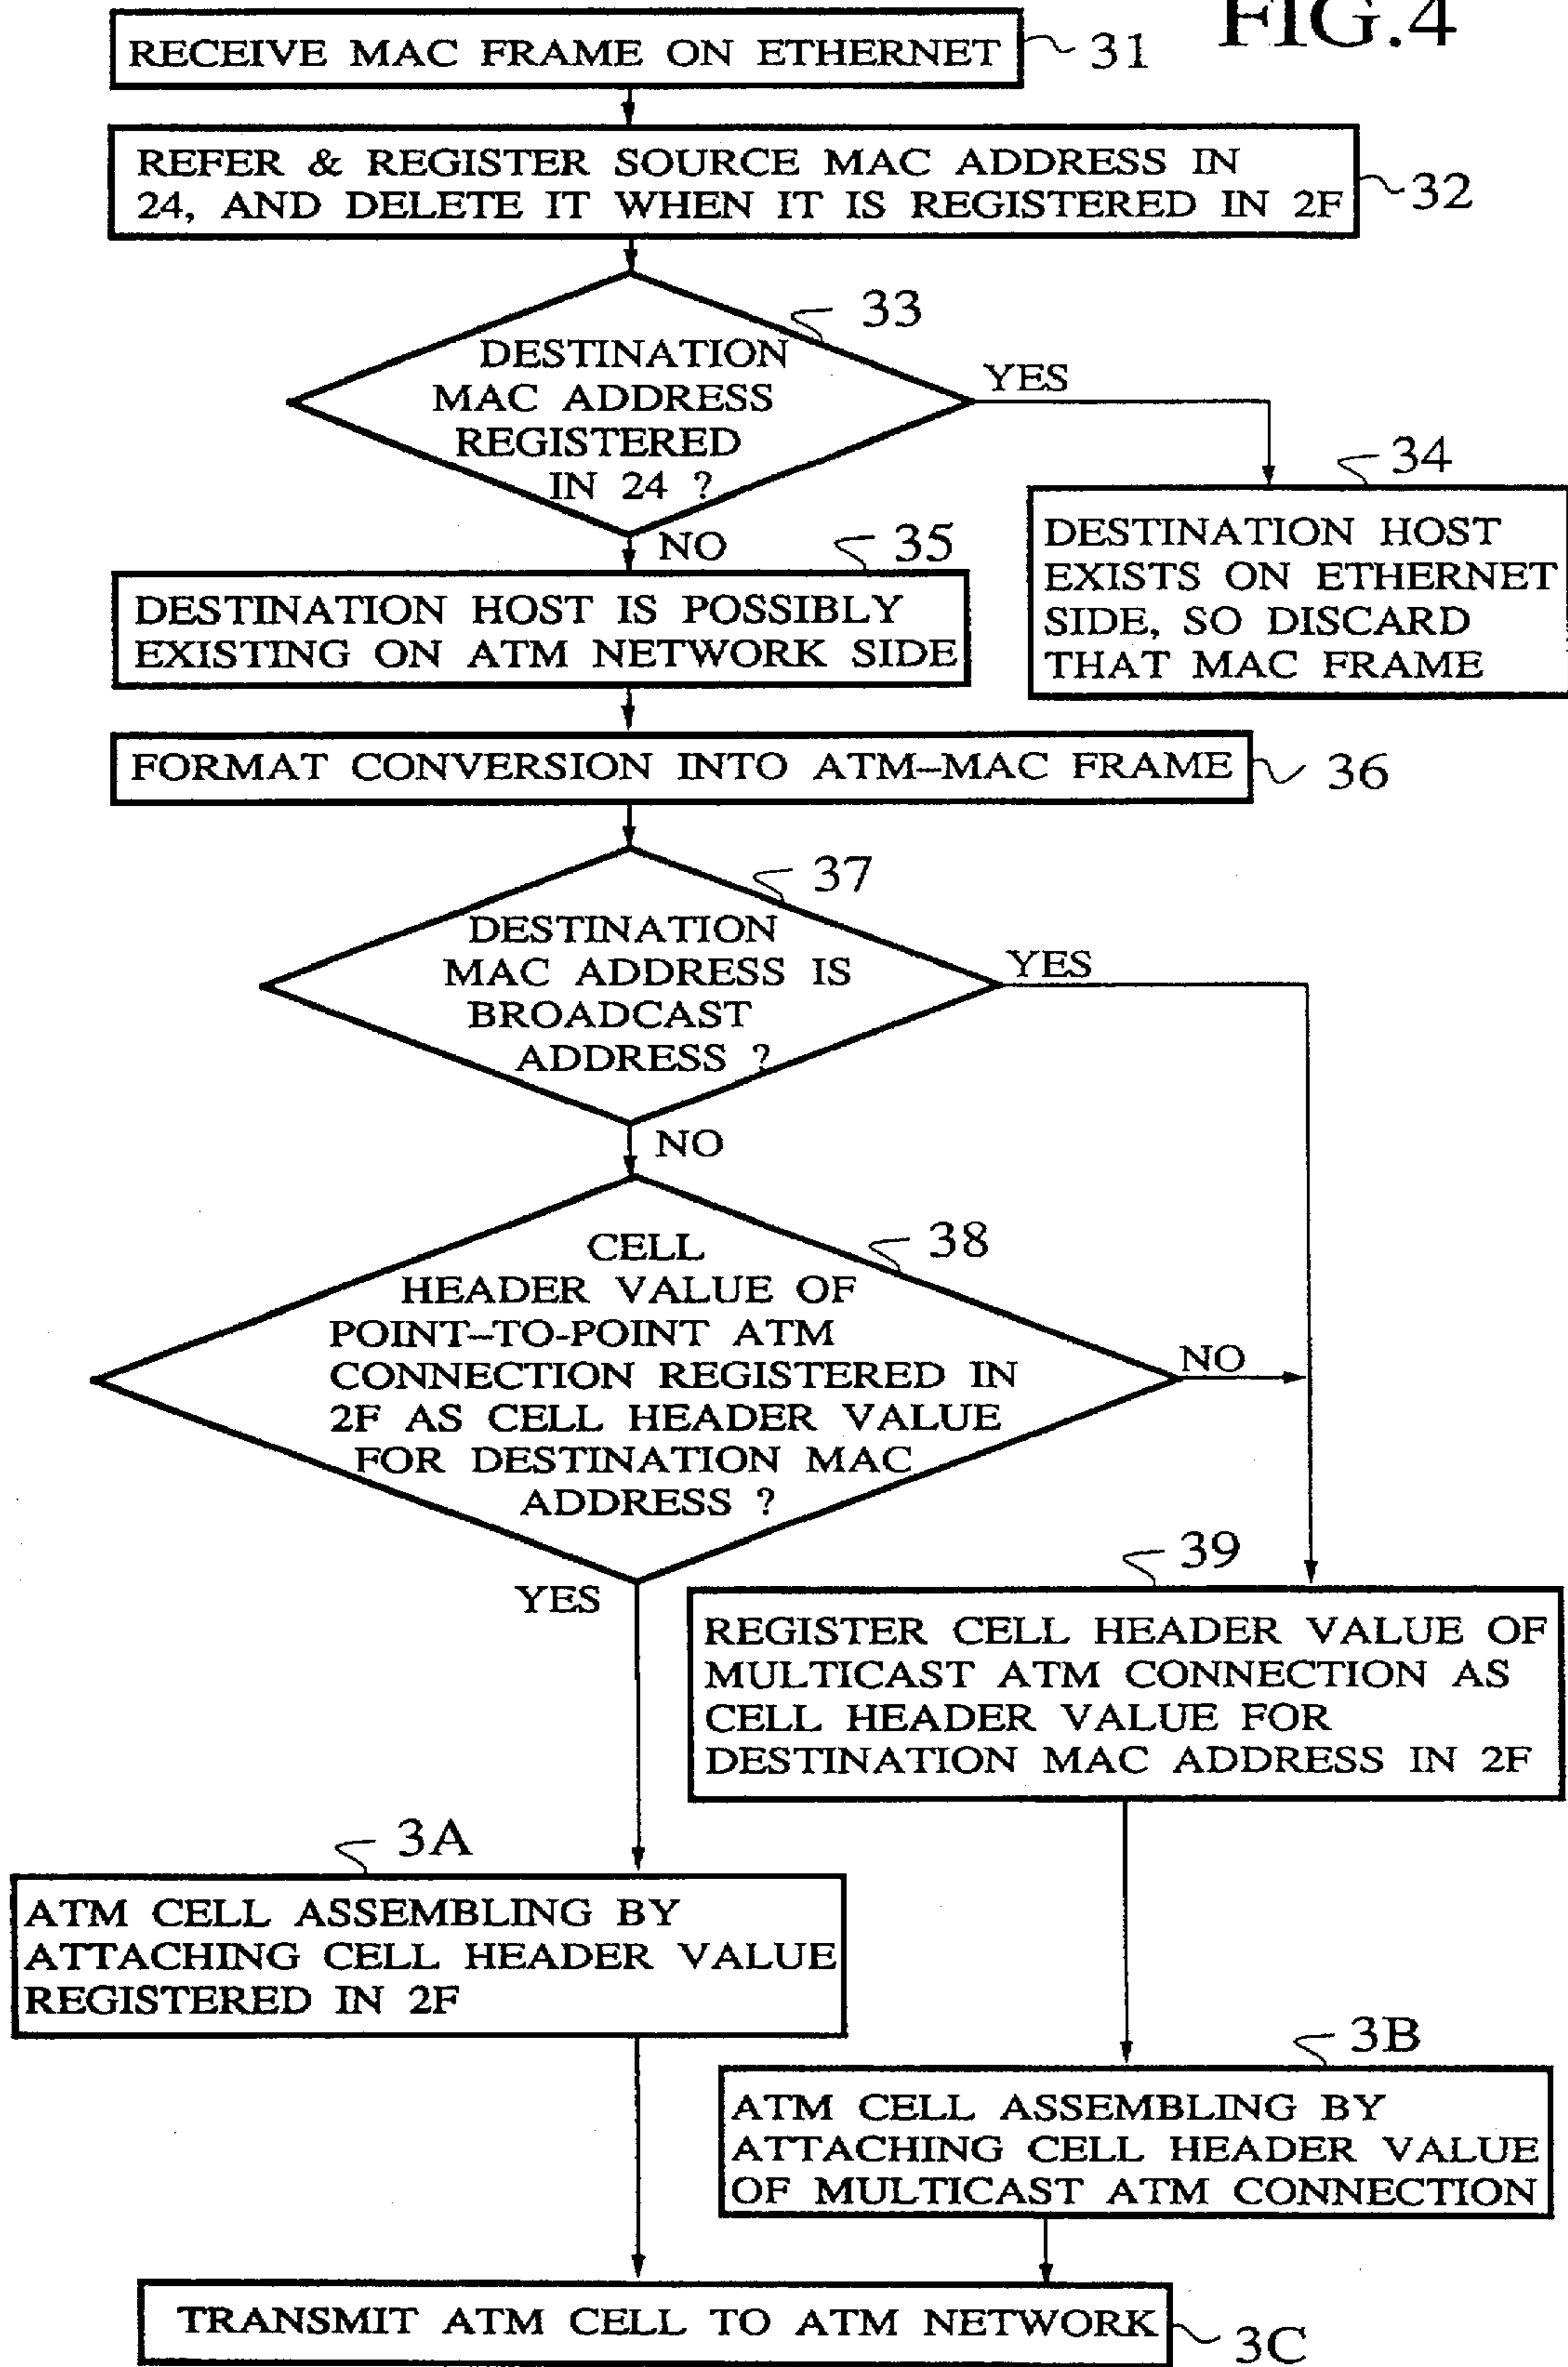 FIG.4
RECEIVE MAC FRAME ON ETHERNET
31
REFER & REGISTER SOURCE MAC ADDRESS IN
24, AND DELETE IT WHEN IT IS REGISTERED IN 2F
32
33
DESTINATION
MAC ADDRESS
REGISTERED
IN 24 ?
YES
NO
34
DESTINATION HOST
EXISTS ON ETHERNET
SIDE, SO DISCARD
THAT MAC FRAME
35
DESTINATION HOST IS POSSIBLY
EXISTING ON ATM NETWORK SIDE
FORMAT CONVERSION INTO ATM–MAC FRAME
36
37
DESTINATION
MAC ADDRESS IS
BROADCAST
ADDRESS ?
YES
NO
38
CELL
HEADER VALUE OF
POINT–TO-POINT ATM
CONNECTION REGISTERED IN
2F AS CELL HEADER VALUE
FOR DESTINATION MAC
ADDRESS ?
NO
YES
39
REGISTER CELL HEADER VALUE OF
MULTICAST ATM CONNECTION AS
CELL HEADER VALUE FOR
DESTINATION MAC ADDRESS IN 2F
3A
ATM CELL ASSEMBLING BY
ATTACHING CELL HEADER VALUE
REGISTERED IN 2F
3B
ATM CELL ASSEMBLING BY
ATTACHING CELL HEADER VALUE
OF MULTICAST ATM CONNECTION
TRANSMIT ATM CELL TO ATM NETWORK
3C